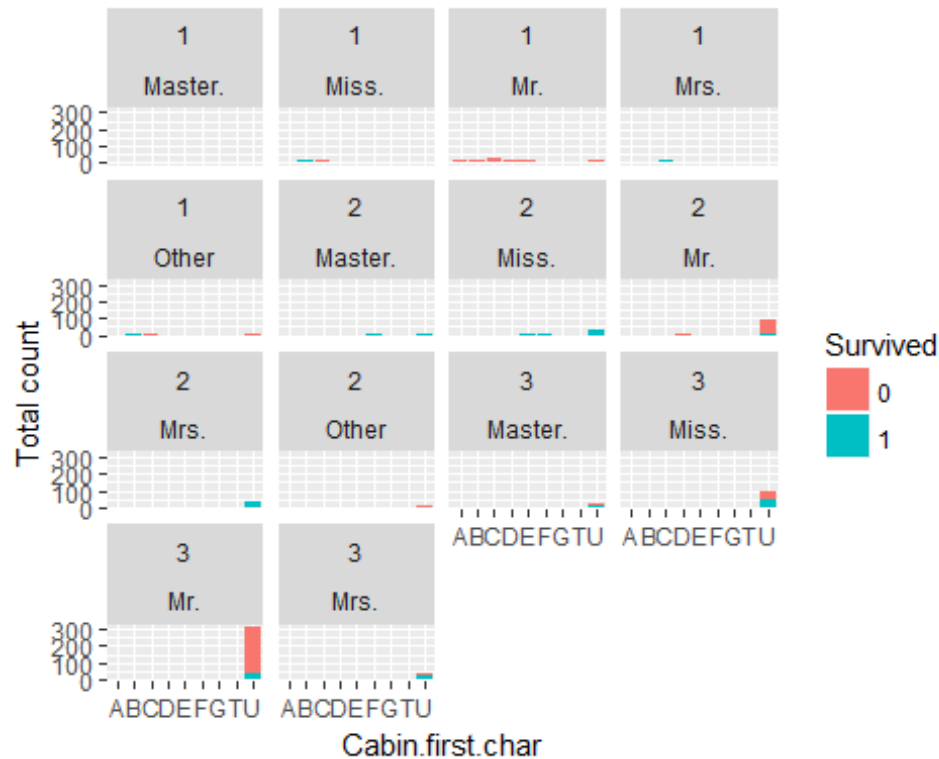 1 1 1 1
Master. Miss. Mr. Mrs.
300
200
100
0
1 2 2 2
Other Master. Miss. Mr.
300
200
100
0
2 2 3 3
Mrs. Other Master. Miss.
300
200
100
0
ABCDEFGTU ABCDEFGTU
3 3
Mr. Mrs.
300
200
100
0
ABCDEFGTU ABCDEFGTU
Cabin.first.char
Total count
Survived
0
1